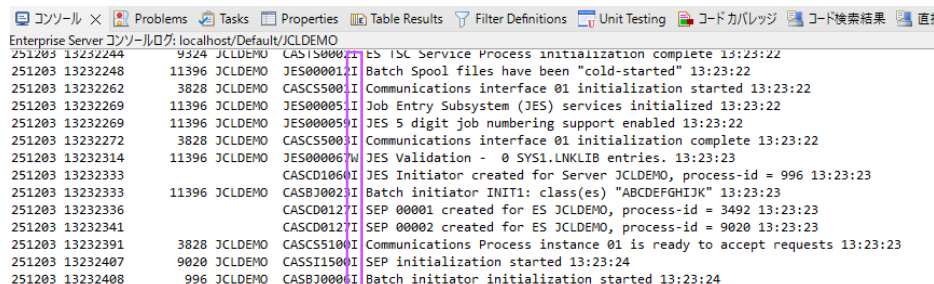 コンソール Problems Tasks Properties Table Results Filter Definitions Unit Testing コードカバレッジ コード検索結果
Enterprise Server コンソールログ: localhost/Default/JCLDEMO
251203 13232244 9324 JCLDEMO CASTS0002I ES TSC Service Process initialization complete 13:23:22
251203 13232248 11396 JCLDEMO JES000012I Batch Spool files have been "cold-started" 13:23:22
251203 13232262 3828 JCLDEMO CASCS5001I Communications interface 01 initialization started 13:23:22
251203 13232269 11396 JCLDEMO JES000051I Job Entry Subsystem (JES) services initialized 13:23:22
251203 13232269 11396 JCLDEMO JES000059I JES 5 digit job numbering support enabled 13:23:22
251203 13232272 3828 JCLDEMO CASCS5003I Communications interface 01 initialization complete 13:23:22
251203 13232314 11396 JCLDEMO JES000067W JES Validation - 0 SYS1.LNKLIB entries. 13:23:23
251203 13232333 CASCD1060I JES Initiator created for Server JCLDEMO, process-id = 996 13:23:23
251203 13232333 11396 JCLDEMO CASBJ0023I Batch initiator INIT1: class(es) "ABCDEFGHIJK" 13:23:23
251203 13232336 CASCD0127I SEP 00001 created for ES JCLDEMO, process-id = 3492 13:23:23
251203 13232341 CASCD0127I SEP 00002 created for ES JCLDEMO, process-id = 9020 13:23:23
251203 13232391 3828 JCLDEMO CASCS5100I Communications Process instance 01 is ready to accept requests 13:23:23
251203 13232407 9020 JCLDEMO CASSI1500I SEP initialization started 13:23:24
251203 13232408 996 JCLDEMO CASBJ0006I Batch initiator initialization started 13:23:24